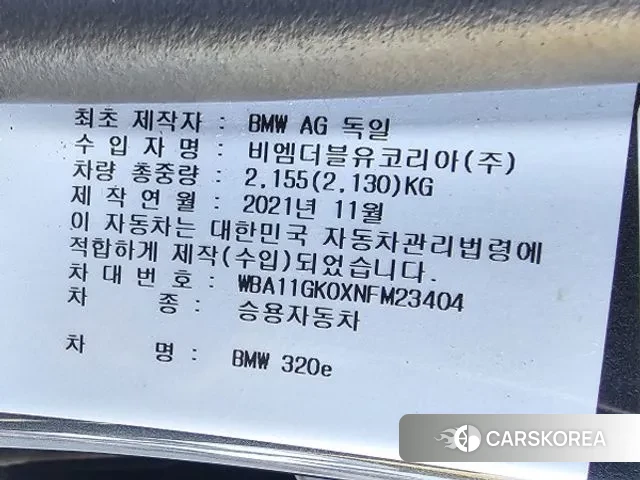 최초 제작자 : BMW AG 독일
수 입 자 명 : 비엠더블유코리아(주)
차량 총중량 : 2,155(2,130)KG
제 작 연 월 : 2021년 11월
이 자동차는 대한민국 자동차관리법령에
적합하게 제작(수입)되었습니다.
차 대 번 호 : WBA11GK0XNFM23404
차 종 : 승용자동차
차 명 : BMW 320e
CARSKOREA